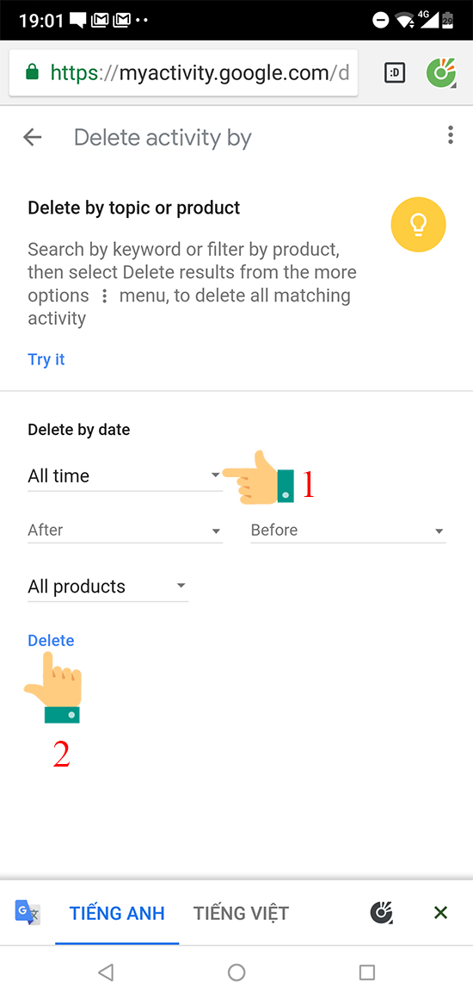 19:01
4G
29
https://myactivity.google.com/d
:D
Delete activity by
Delete by topic or product
Search by keyword or filter by product,
then select Delete results from the more
options ⋮ menu, to delete all matching
activity
Try it
Delete by date
All time
1
After Before
All products
Delete
2
TIẾNG ANH TIẾNG VIỆT